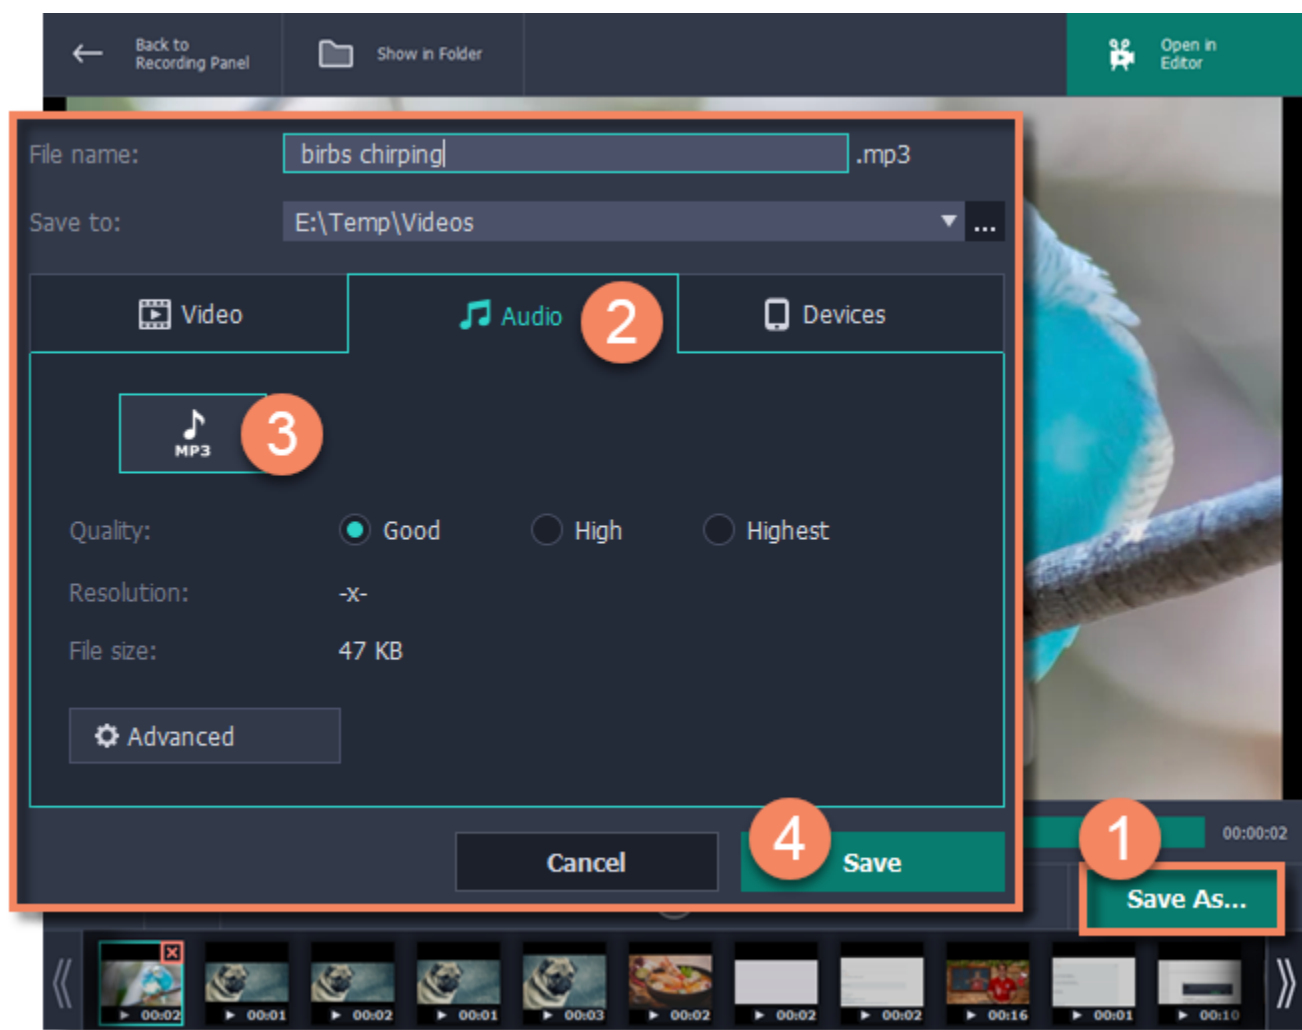 Back to
Recording Panel
Show in Folder
Open in
Editor
File name:
birbs chirping
.mp3
Save to:
E:\Temp\Videos
...
Video
Audio
2
Devices
MP3
3
Quality:
Good
High
Highest
Resolution:
-x-
File size:
47 KB
Advanced
Cancel
4
Save
1
00:00:02
Save As...
00:02
00:01
00:02
00:01
00:03
00:02
00:02
00:02
00:16
00:01
00:10